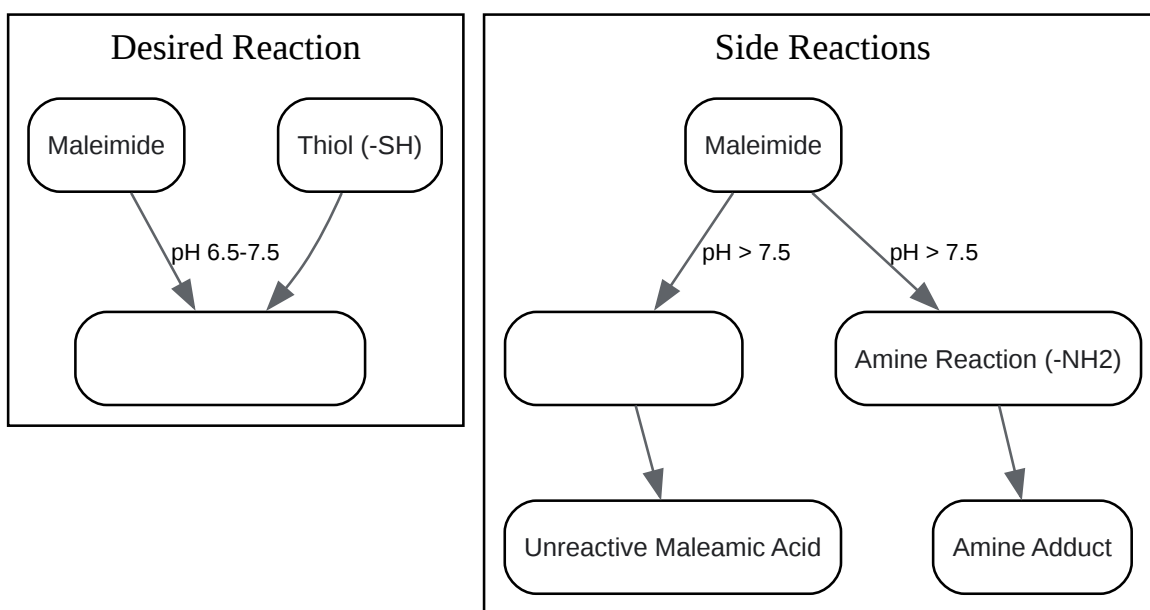 Desired Reaction
Maleimide
Thiol (-SH)
pH 6.5-7.5
Side Reactions
Maleimide
pH > 7.5
pH > 7.5
Amine Reaction (-NH2)
Unreactive Maleamic Acid
Amine Adduct